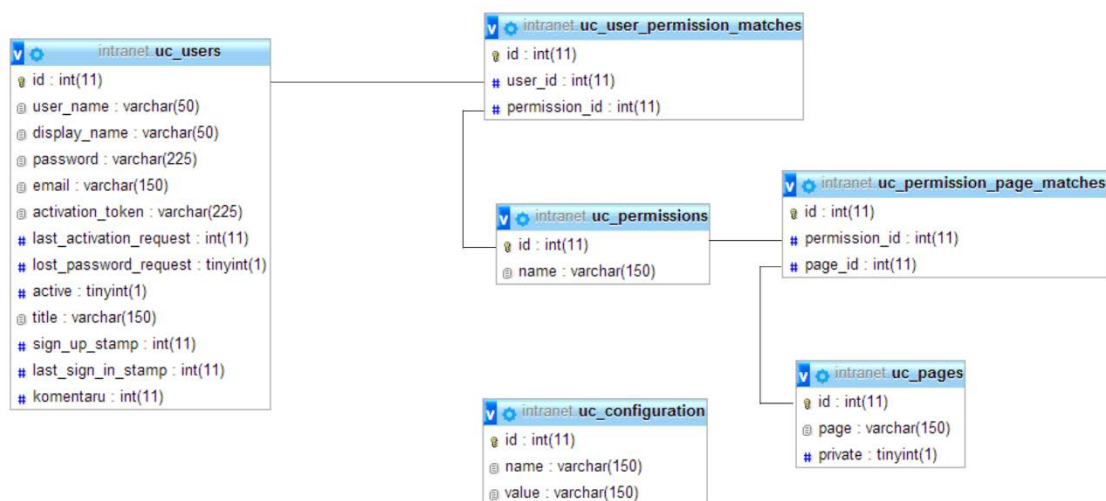 intranet.uc_users
id : int(11)
user_name : varchar(50)
display_name : varchar(50)
password : varchar(225)
email : varchar(150)
activation_token : varchar(225)
last_activation_request : int(11)
lost_password_request : tinyint(1)
active : tinyint(1)
title : varchar(150)
sign_up_stamp : int(11)
last_sign_in_stamp : int(11)
komentaru : int(11)
intranet.uc_user_permission_matches
id : int(11)
user_id : int(11)
permission_id : int(11)
intranet.uc_permissions
id : int(11)
name : varchar(150)
intranet.uc_permission_page_matches
id : int(11)
permission_id : int(11)
page_id : int(11)
intranet.uc_pages
id : int(11)
page : varchar(150)
private : tinyint(1)
intranet.uc_configuration
id : int(11)
name : varchar(150)
value : varchar(150)